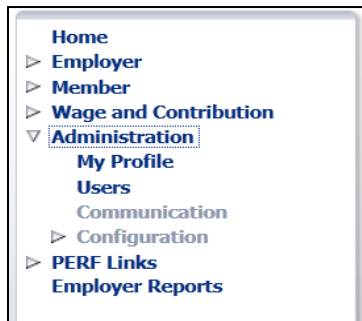 Home
Employer
Member
Wage and Contribution
Administration
My Profile
Users
Communication
Configuration
PERF Links
Employer Reports